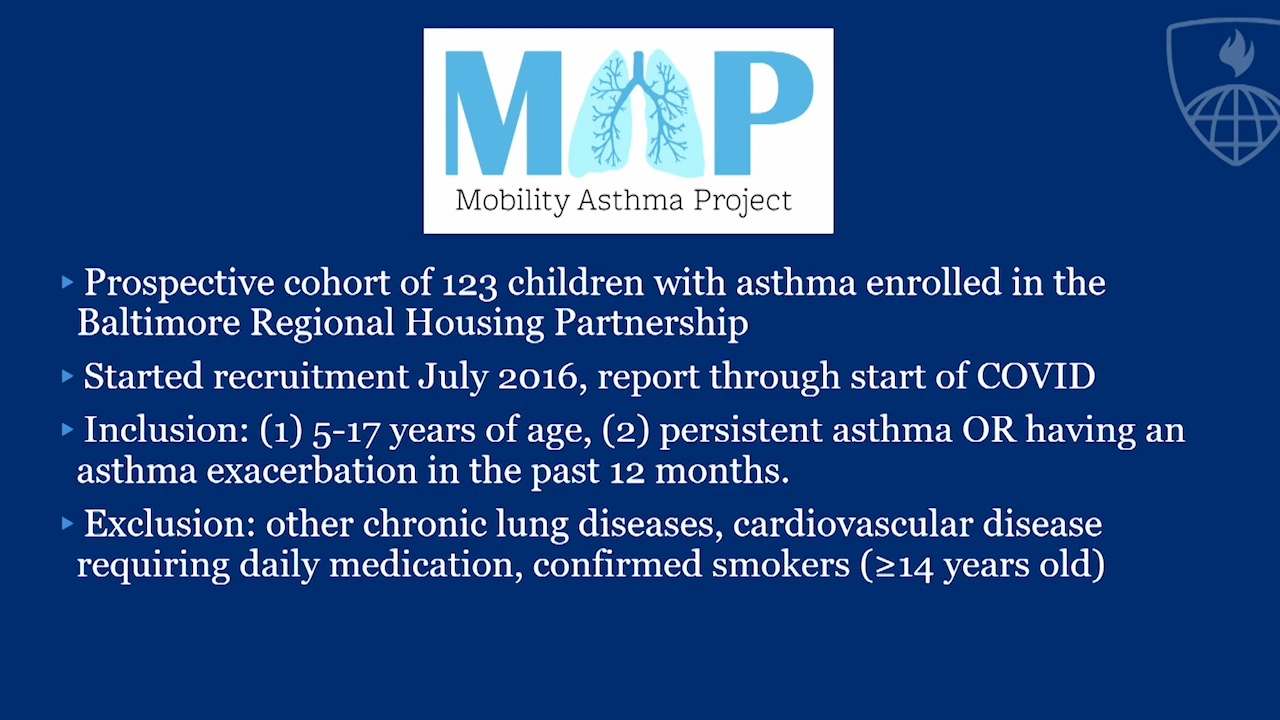 MAP
Mobility Asthma Project
Prospective cohort of 123 children with asthma enrolled in the
Baltimore Regional Housing Partnership
Started recruitment July 2016, report through start of COVID
Inclusion: (1) 5-17 years of age, (2) persistent asthma OR having an
asthma exacerbation in the past 12 months.
Exclusion: other chronic lung diseases, cardiovascular disease
requiring daily medication, confirmed smokers (≥14 years old)